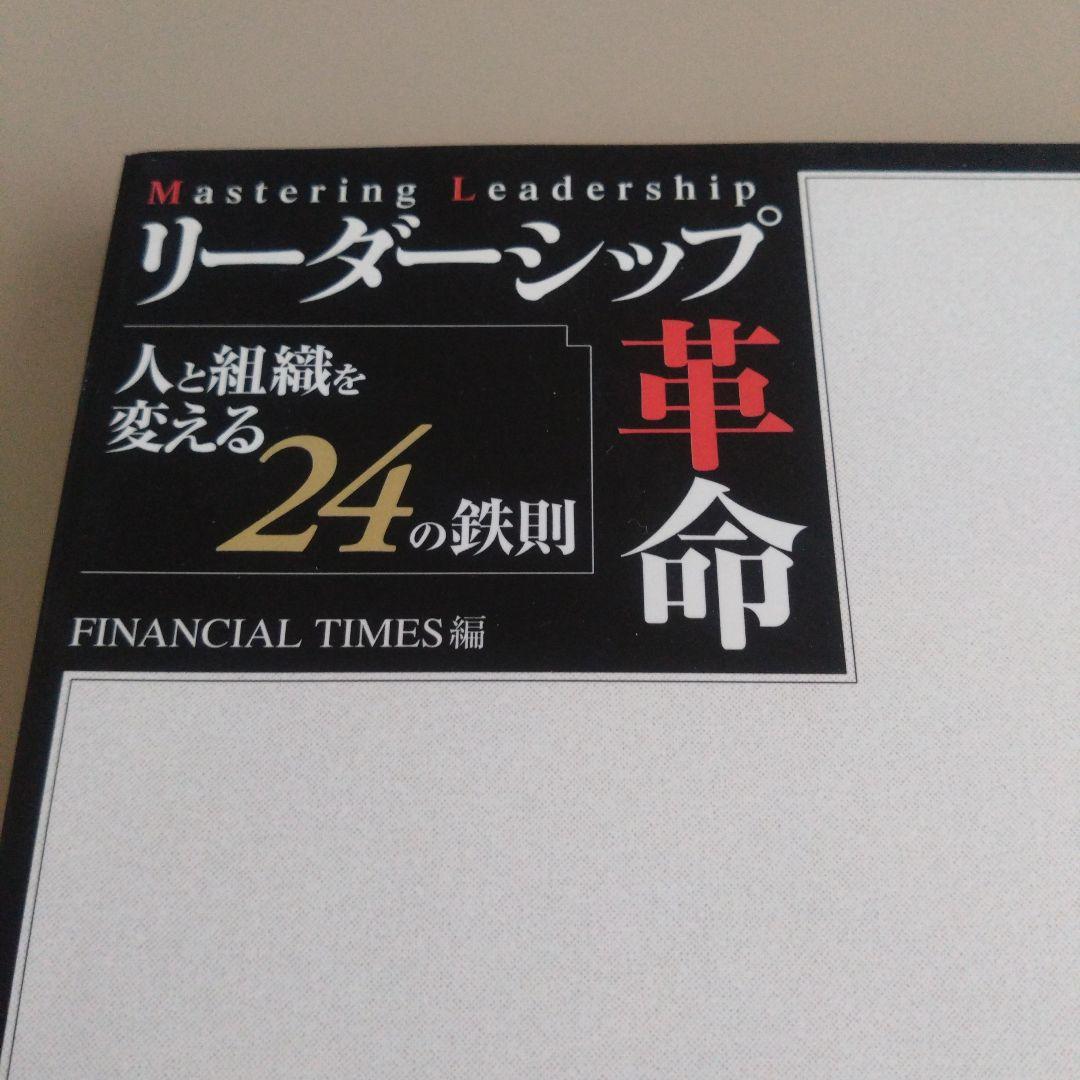 Mastering Leadership
リーダーシップ
革命
人と組織を
変える
24の鉄則
FINANCIAL TIMES編